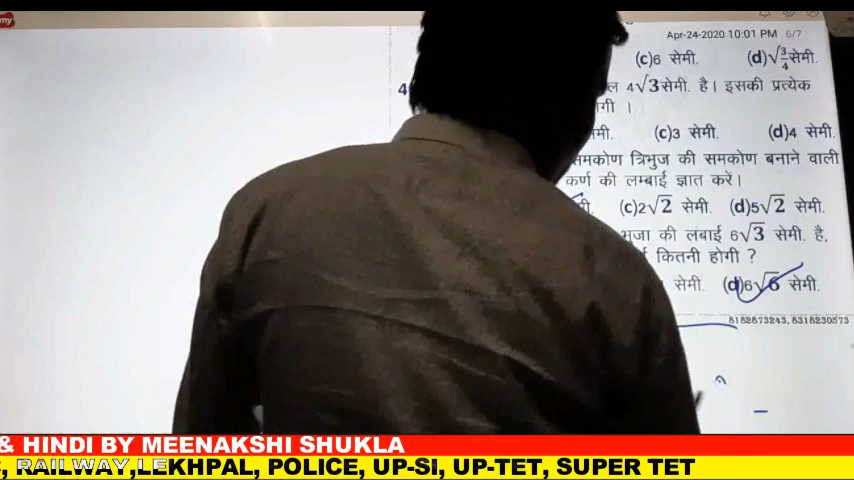 my
Apr-24-2020 10:01 PM 6/7
(c)6 सेमी. (d)√3/4 सेमी.
4√3सेमी. है। इसकी प्रत्येक
(c)3 सेमी. (d)4 सेमी.
समकोण त्रिभुज की समकोण बनाने वाली
कर्ण की लम्बाई ज्ञात करें।
(c)2√2 सेमी. (d)5√2 सेमी.
भुजा की लंबाई 6√3 सेमी. है,
कितनी होगी ?
सेमी. (d)6√6 सेमी.
8182873243, 8318230573
& HINDI BY MEENAKSHI SHUKLA
, RAILWAY,LEKHPAL, POLICE, UP-SI, UP-TET, SUPER TET